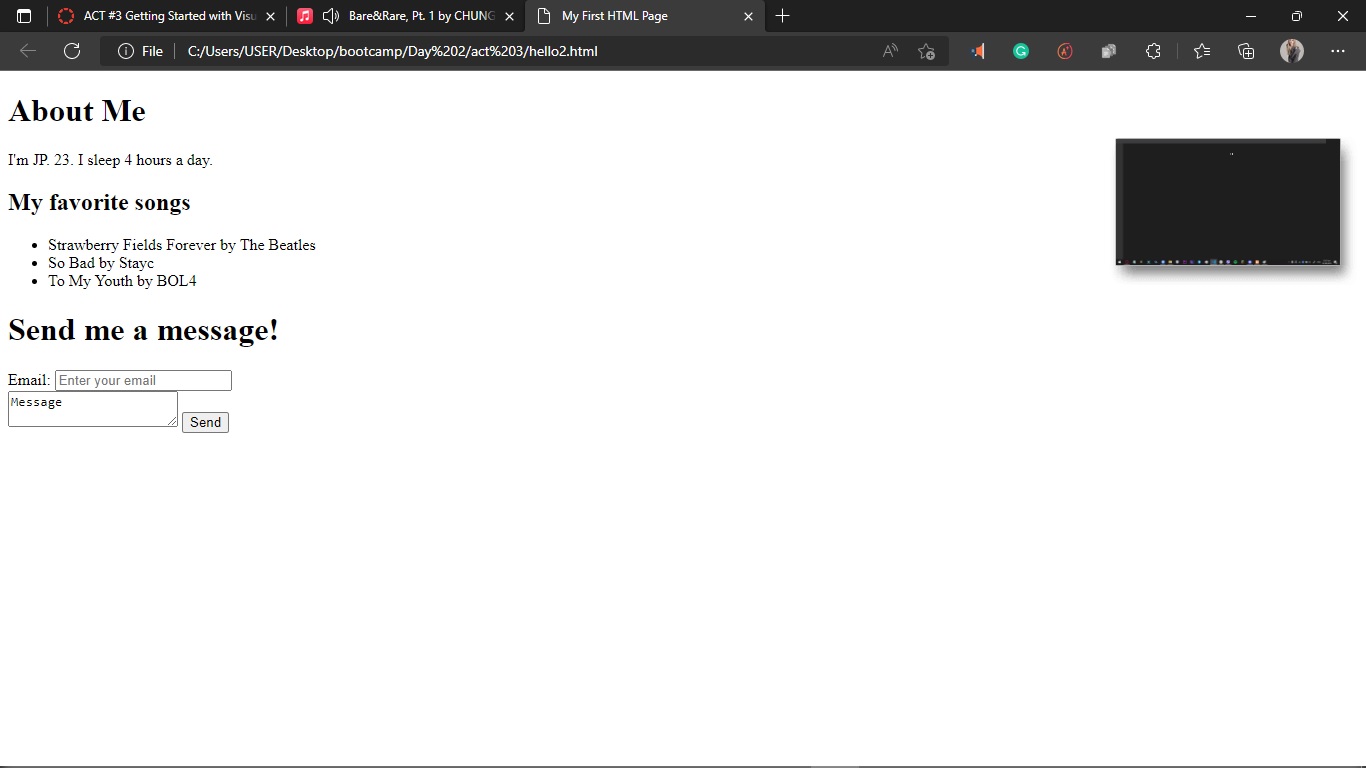 ACT #3 Getting Started with Visu
Bare&Rare, Pt. 1 by CHUNG
My First HTML Page
File
C:/Users/USER/Desktop/bootcamp/Day%202/act%203/hello2.html
About Me
I'm JP. 23. I sleep 4 hours a day.
My favorite songs
Strawberry Fields Forever by The Beatles
So Bad by Stayc
To My Youth by BOL4
Send me a message!
Email: Enter your email
Message
Send